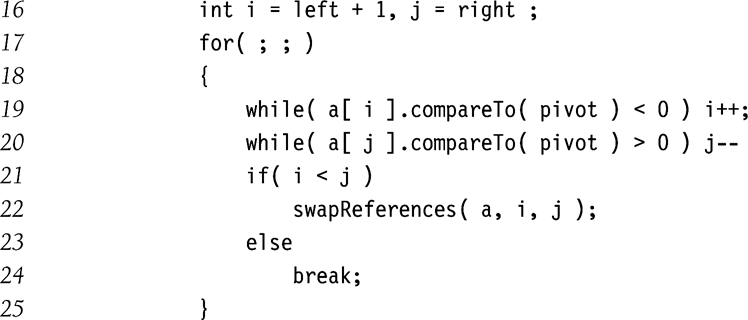 16 int i = left + 1, j = right ;
17 for( ; ; )
18 {
19 while( a[ i ].compareTo( pivot ) < 0 ) i++;
20 while( a[ j ].compareTo( pivot ) > 0 ) j--
21 if( i < j )
22 swapReferences( a, i, j );
23 else
24 break;
25 }